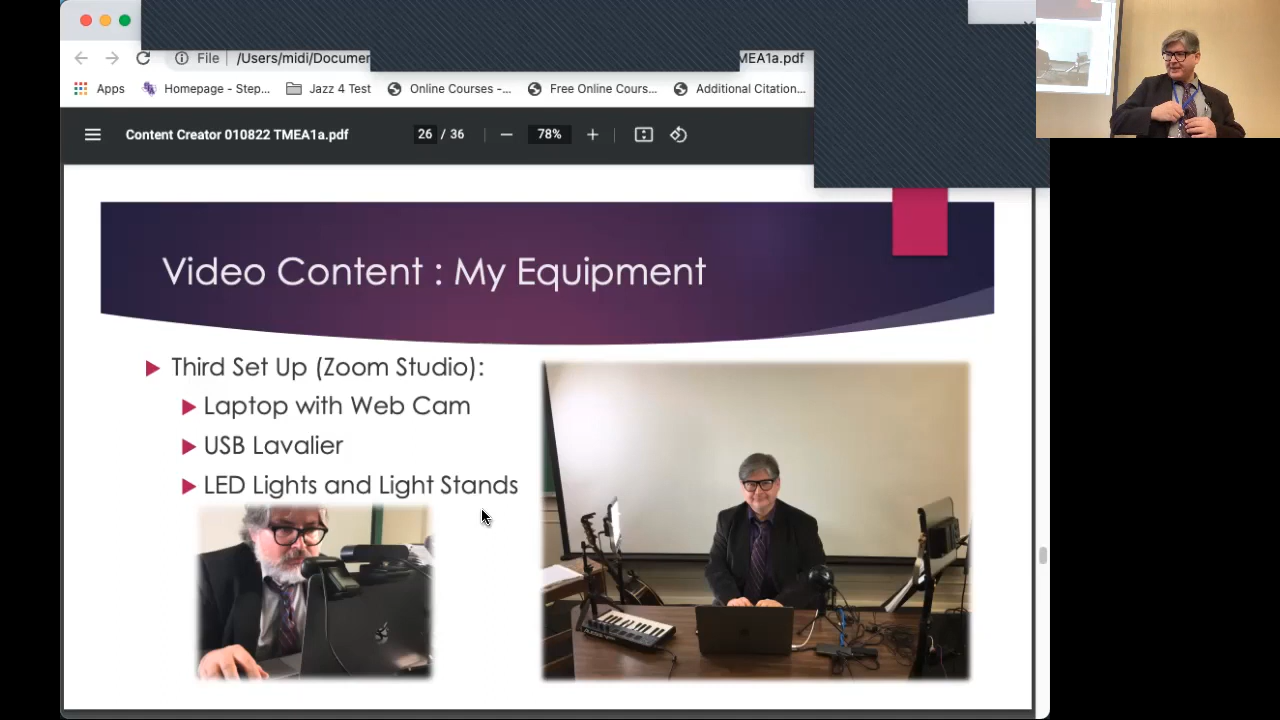 File /Users/midi/Documen MEA1a.pdf
Apps Homepage - Step... Jazz 4 Test Online Courses -... Free Online Cours... Additional Citation...
Content Creator 010822 TMEA1a.pdf 26 / 36 78%
Video Content : My Equipment
Third Set Up (Zoom Studio):
Laptop with Web Cam
USB Lavalier
LED Lights and Light Stands